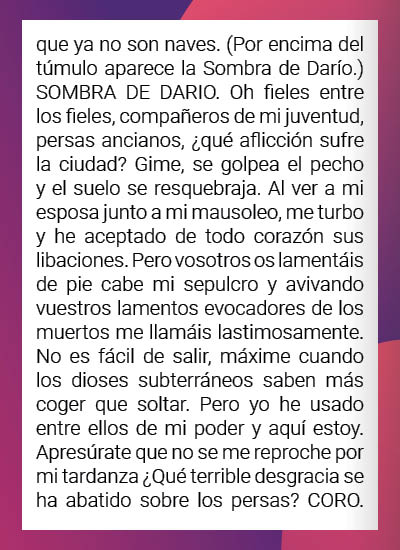 que ya no son naves. (Por encima del
túmulo aparece la Sombra de Darío.)
SOMBRA DE DARIO. Oh fieles entre
los fieles, compañeros de mi juventud,
persas ancianos, ¿qué aflicción sufre
la ciudad? Gime, se golpea el pecho
y el suelo se resquebraja. Al ver a mi
esposa junto a mi mausoleo, me turbo
y he aceptado de todo corazón sus
libaciones. Pero vosotros os lamentáis
de pie cabe mi sepulcro y avivando
vuestros lamentos evocadores de los
muertos me llamáis lastimosamente.
No es fácil de salir, máxime cuando
los dioses subterráneos saben más
coger que soltar. Pero yo he usado
entre ellos de mi poder y aquí estoy.
Apresúrate que no se me reproche por
mi tardanza ¿Qué terrible desgracia se
ha abatido sobre los persas? CORO.